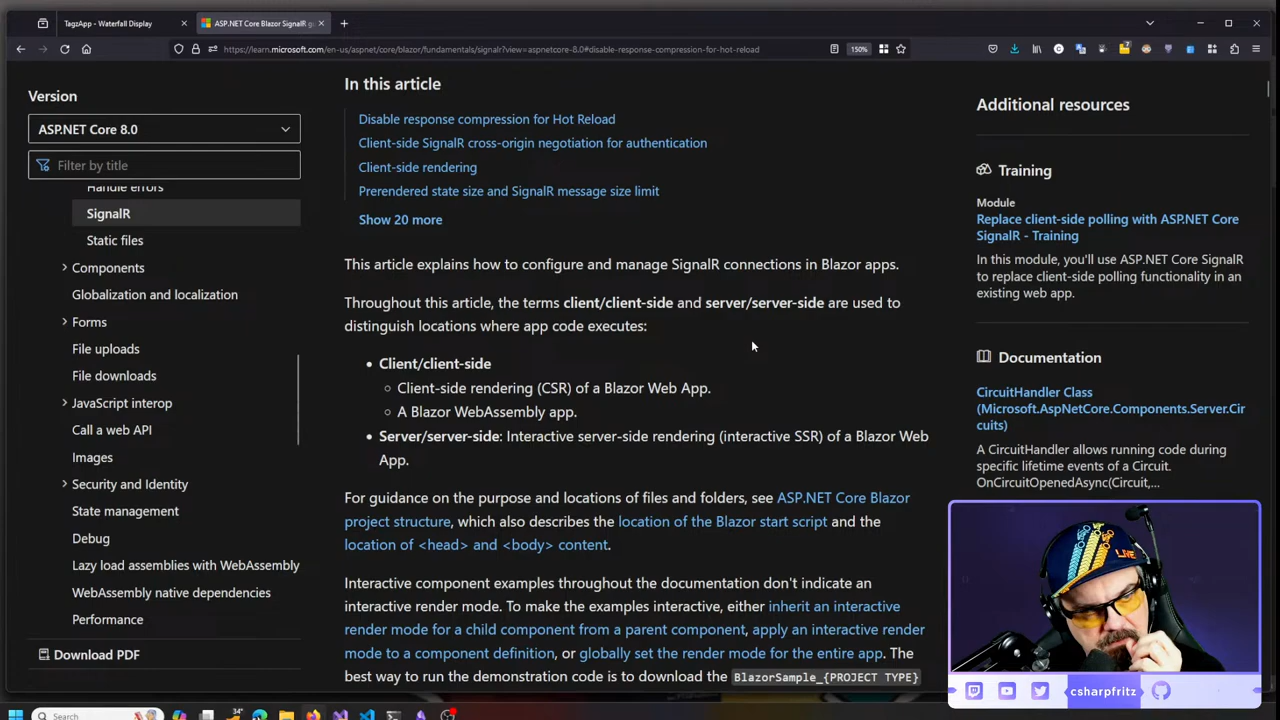 TagzApp - Waterfall Display
ASP.NET Core Blazor SignalR g
https://learn.microsoft.com/en-us/aspnet/core/blazor/fundamentals/signalr?view=aspnetcore-8.0#disable-response-compression-for-hot-reload
150%
Version
ASP.NET Core 8.0
Filter by title
Handle errors
SignalR
Static files
Components
Globalization and localization
Forms
File uploads
File downloads
JavaScript interop
Call a web API
Images
Security and Identity
State management
Debug
Lazy load assemblies with WebAssembly
WebAssembly native dependencies
Performance
Download PDF
In this article
Disable response compression for Hot Reload
Client-side SignalR cross-origin negotiation for authentication
Client-side rendering
Prerendered state size and SignalR message size limit
Show 20 more
This article explains how to configure and manage SignalR connections in Blazor apps.
Throughout this article, the terms client/client-side and server/server-side are used to
distinguish locations where app code executes:
• Client/client-side
○ Client-side rendering (CSR) of a Blazor Web App.
○ A Blazor WebAssembly app.
• Server/server-side: Interactive server-side rendering (interactive SSR) of a Blazor Web
App.
For guidance on the purpose and locations of files and folders, see ASP.NET Core Blazor
project structure, which also describes the location of the Blazor start script and the
location of <head> and <body> content.
Interactive component examples throughout the documentation don't indicate an
interactive render mode. To make the examples interactive, either inherit an interactive
render mode for a child component from a parent component, apply an interactive render
mode to a component definition, or globally set the render mode for the entire app. The
best way to run the demonstration code is to download the BlazorSample_{PROJECT TYPE}
Additional resources
Training
Module
Replace client-side polling with ASP.NET Core
SignalR - Training
In this module, you'll use ASP.NET Core SignalR
to replace client-side polling functionality in an
existing web app.
Documentation
CircuitHandler Class
(Microsoft.AspNetCore.Components.Server.Cir
cuits)
A CircuitHandler allows running code during
specific lifetime events of a Circuit.
OnCircuitOpenedAsync(Circuit,...
LIVE
csharpfritz
Search
34°